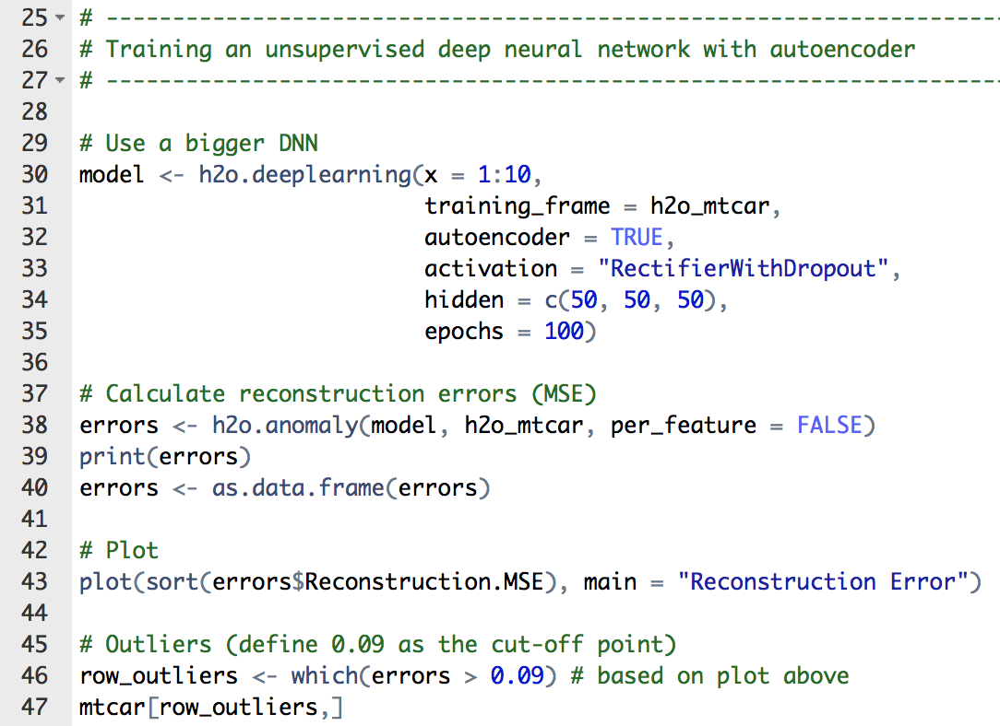 25 # -------------------------------------------------------------------
26 # Training an unsupervised deep neural network with autoencoder
27 # -------------------------------------------------------------------
28
29 # Use a bigger DNN
30 model <- h2o.deeplearning(x = 1:10,
31                           training_frame = h2o_mtcar,
32                           autoencoder = TRUE,
33                           activation = "RectifierWithDropout",
34                           hidden = c(50, 50, 50),
35                           epochs = 100)
36
37 # Calculate reconstruction errors (MSE)
38 errors <- h2o.anomaly(model, h2o_mtcar, per_feature = FALSE)
39 print(errors)
40 errors <- as.data.frame(errors)
41
42 # Plot
43 plot(sort(errors$Reconstruction.MSE), main = "Reconstruction Error")
44
45 # Outliers (define 0.09 as the cut-off point)
46 row_outliers <- which(errors > 0.09) # based on plot above
47 mtcar[row_outliers,]